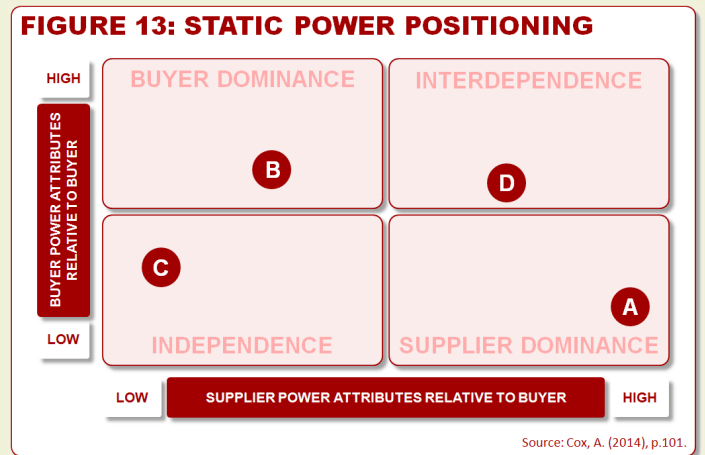 FIGURE 13: STATIC POWER POSITIONING
HIGH
BUYER POWER ATTRIBUTES
RELATIVE TO BUYER
LOW
BUYER DOMINANCE
INTERDEPENDENCE
B
D
C
A
INDEPENDENCE
SUPPLIER DOMINANCE
LOW
SUPPLIER POWER ATTRIBUTES RELATIVE TO BUYER
HIGH
Source: Cox, A. (2014), p.101.